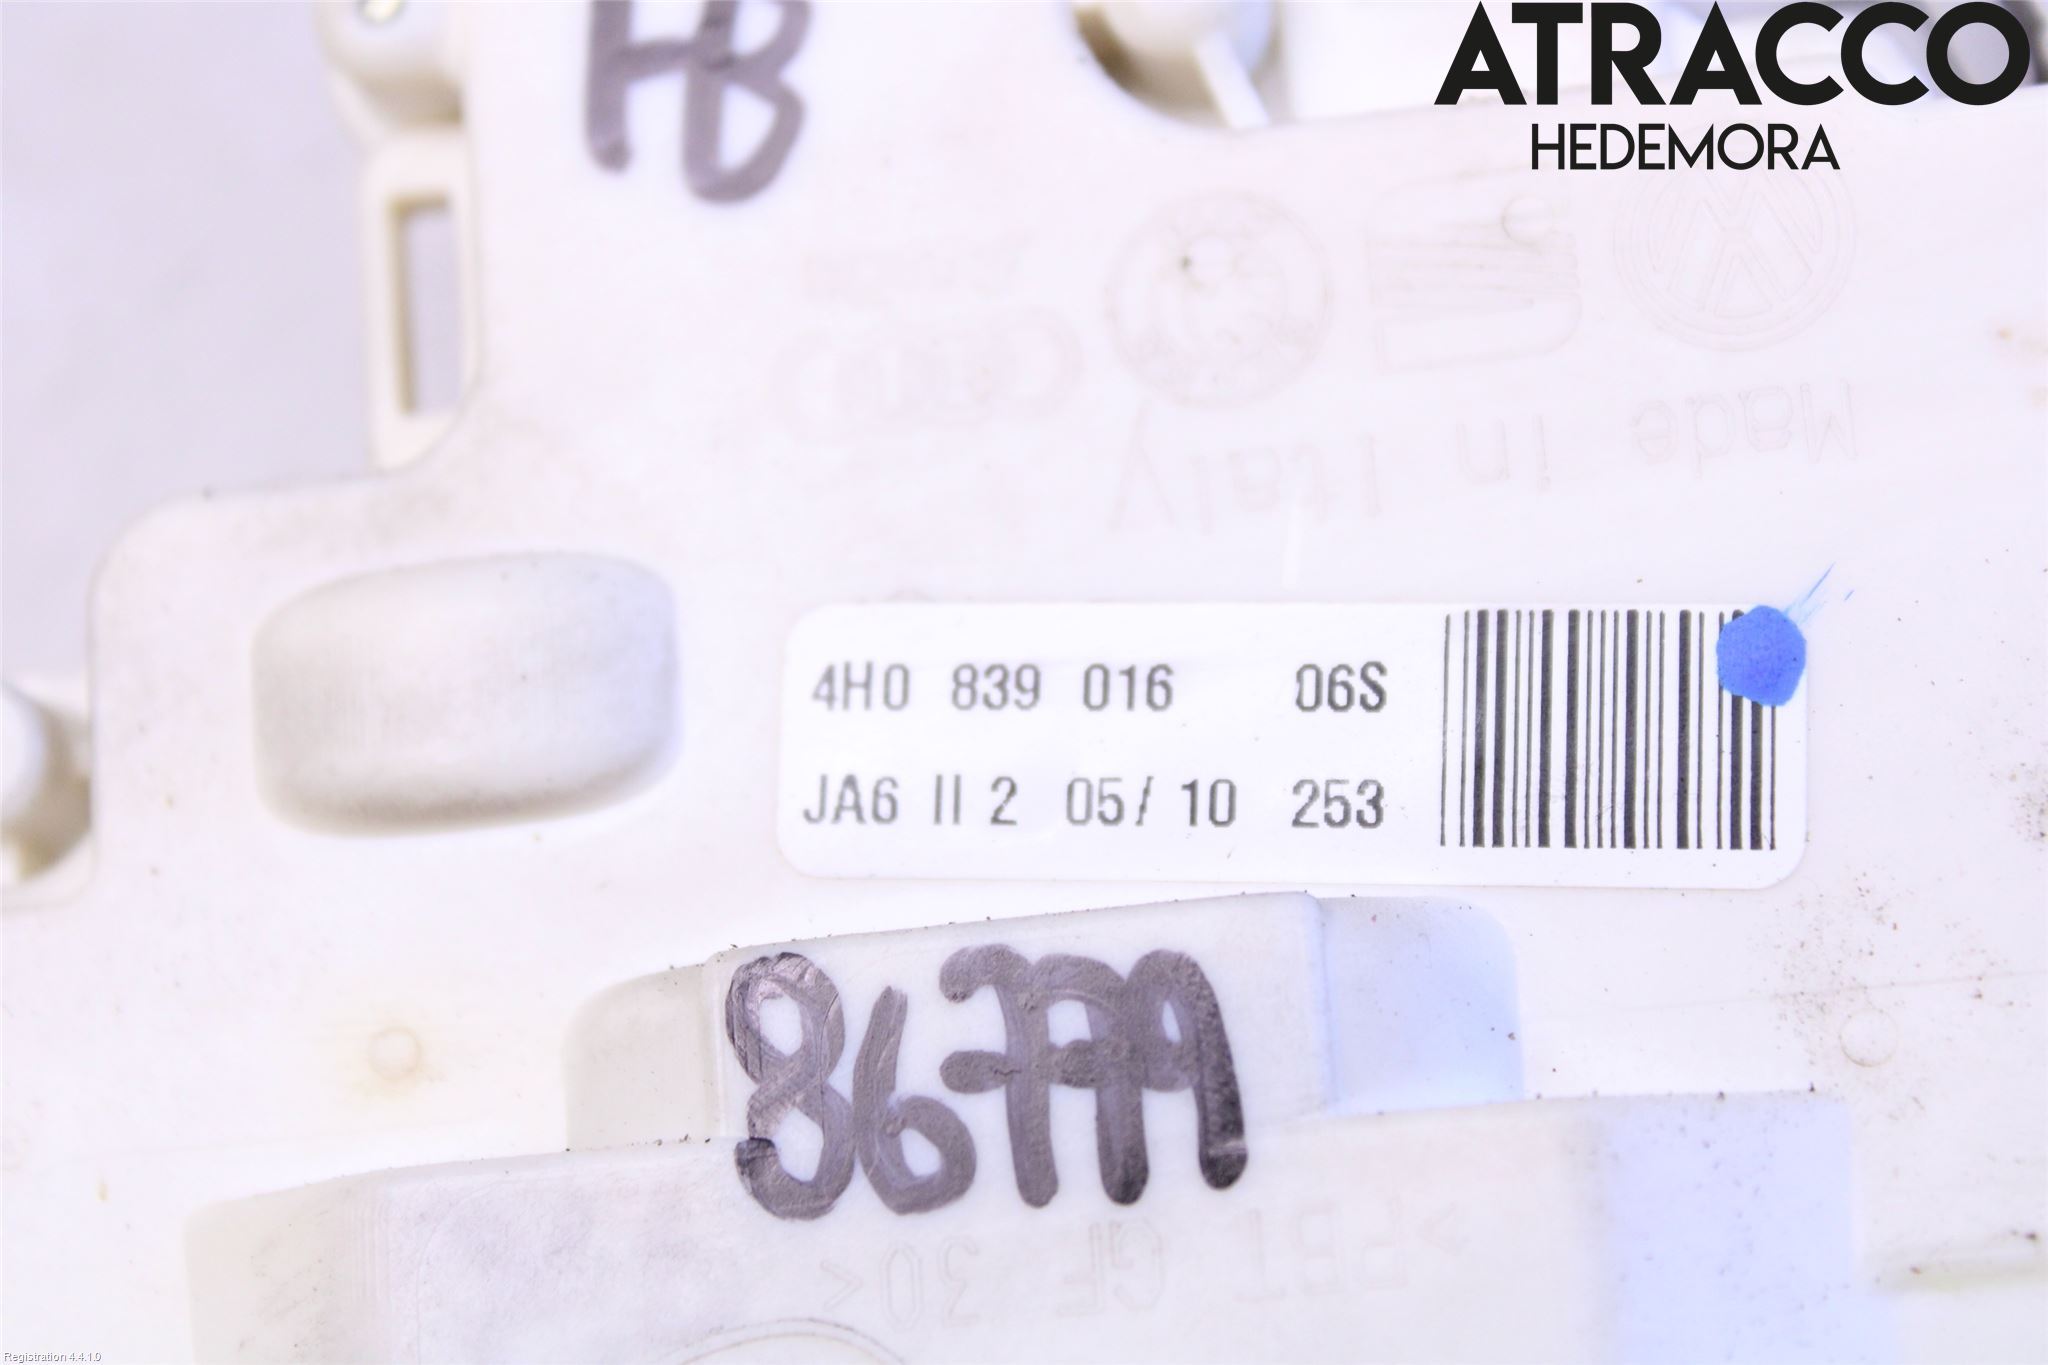 HB
ATRACCO
HEDEMORA
Made in Italy
4H0 839 016 06S
JA6 II 2 05/ 10 253
86779
>PBT GF 30<
Registration 4.4.1.0